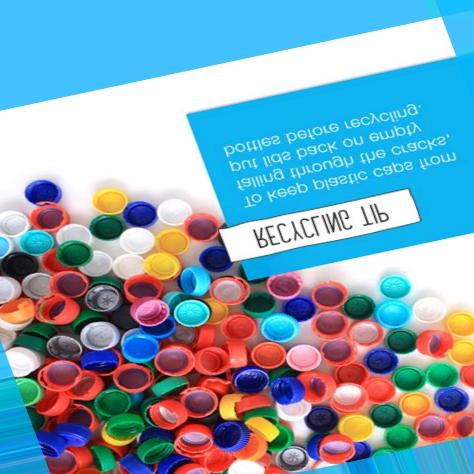 RECYCLING TIP
To keep plastic caps from
falling through the cracks,
put lids back on empty
bottles before recycling.